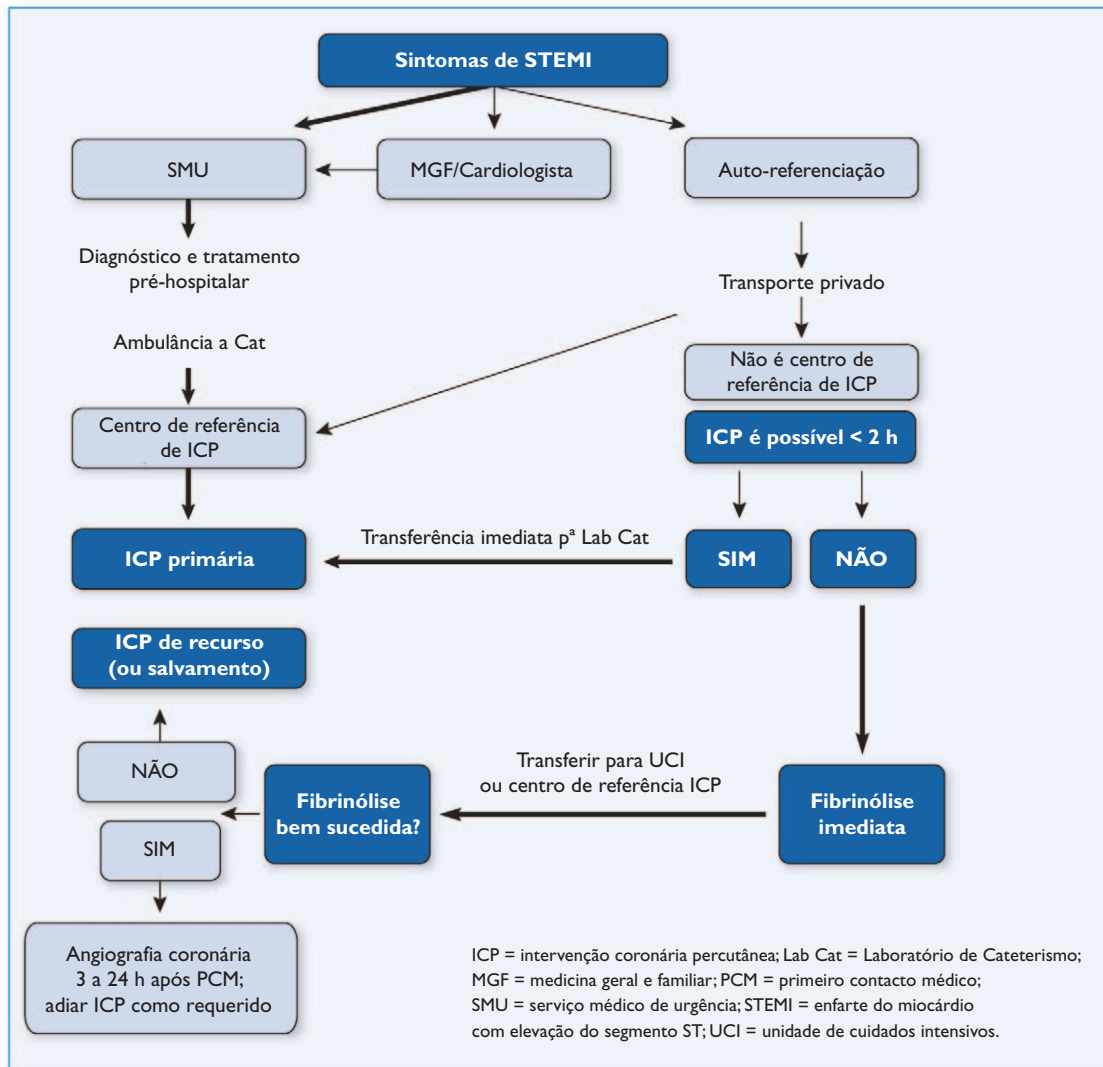 Sintomas de STEMI
SMU
MGF/Cardiologista
Auto-referenciação
Diagnóstico e tratamento
pré-hospitalar
Transporte privado
Ambulância a Cat
Não é centro de
referência de ICP
Centro de referência
de ICP
ICP é possível < 2 h
Transferência imediata pª Lab Cat
ICP primária
SIM
NÃO
ICP de recurso
(ou salvamento)
NÃO
Transferir para UCI
ou centro de referência ICP
Fibrinólise
bem sucedida?
Fibrinólise
imediata
SIM
Angiografia coronária
3 a 24 h após PCM;
adiar ICP como requerido
ICP = intervenção coronária percutânea; Lab Cat = Laboratório de Cateterismo;
MGF = medicina geral e familiar; PCM = primeiro contacto médico;
SMU = serviço médico de urgência; STEMI = enfarte do miocárdio
com elevação do segmento ST; UCI = unidade de cuidados intensivos.